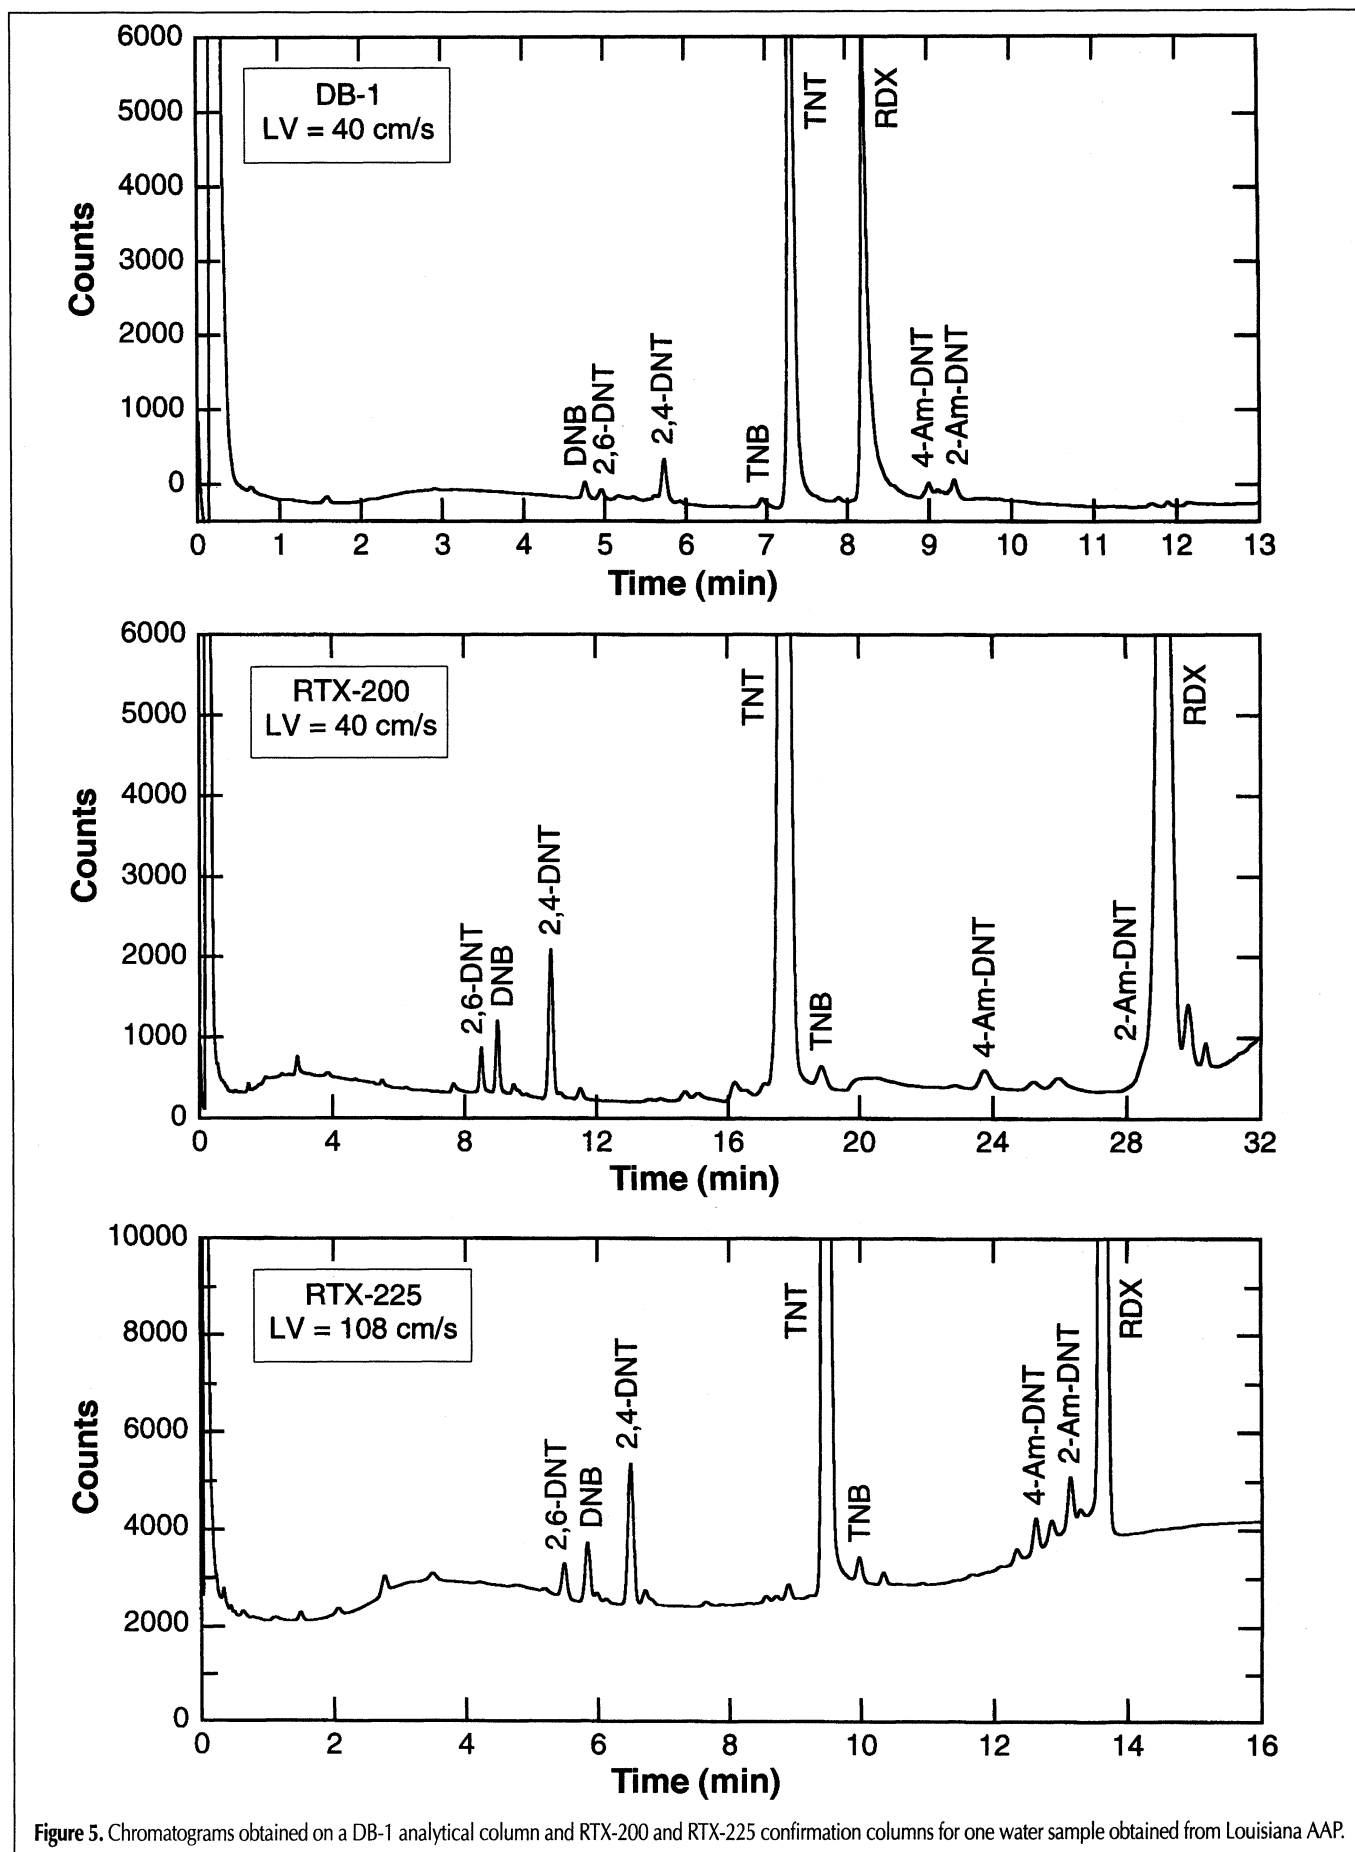 6000
DB-1
LV = 40 cm/s
TNT
RDX
5000
4000
3000
2000
1000
0
Counts
DNB
2,6-DNT
2,4-DNT
TNB
4-Am-DNT
2-Am-DNT
0 1 2 3 4 5 6 7 8 9 10 11 12 13
Time (min)
6000
RTX-200
LV = 40 cm/s
TNT
RDX
5000
4000
3000
2000
1000
0
Counts
2,6-DNT
DNB
2,4-DNT
TNB
4-Am-DNT
2-Am-DNT
0 4 8 12 16 20 24 28 32
Time (min)
10000
RTX-225
LV = 108 cm/s
TNT
RDX
8000
6000
4000
2000
0
Counts
2,6-DNT
DNB
2,4-DNT
TNB
4-Am-DNT
2-Am-DNT
0 2 4 6 8 10 12 14 16
Time (min)
Figure 5. Chromatograms obtained on a DB-1 analytical column and RTX-200 and RTX-225 confirmation columns for one water sample obtained from Louisiana AAP.